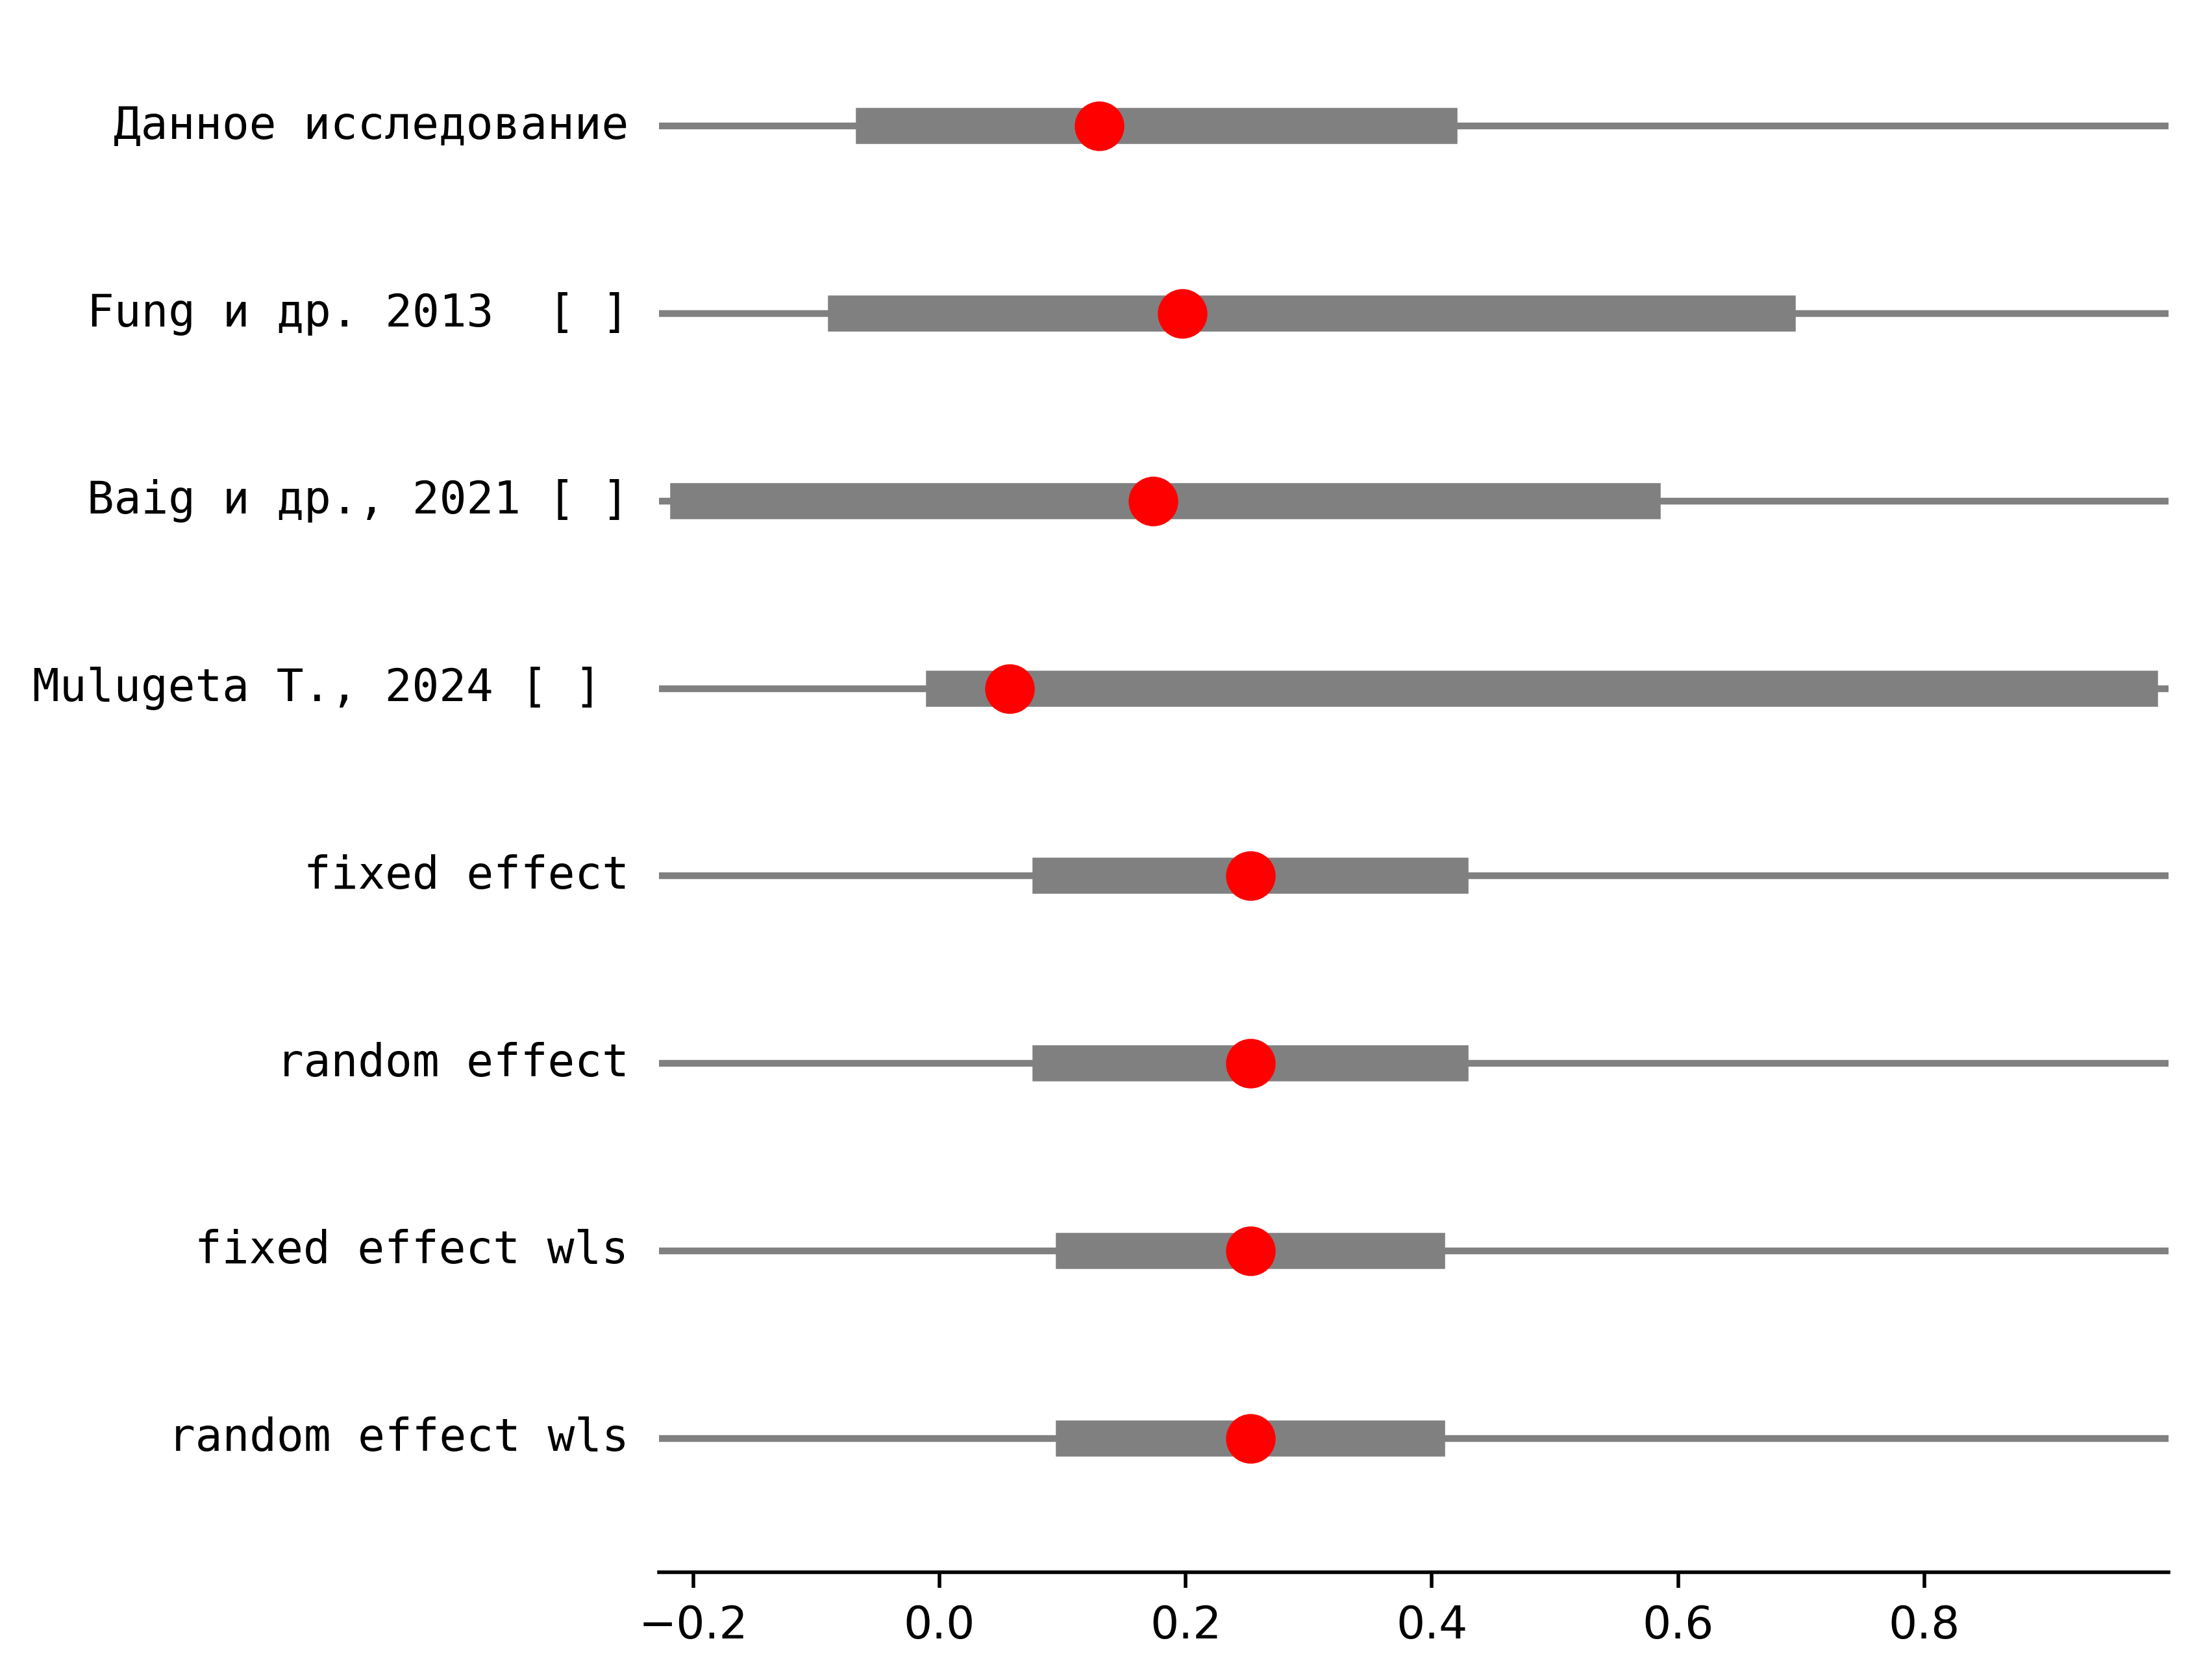 Данное исследование
Fung и др. 2013  [ ]
Baig и др., 2021 [ ]
Mulugeta T., 2024 [ ]
fixed effect
random effect
fixed effect wls
random effect wls
−0.2 0.0 0.2 0.4 0.6 0.8